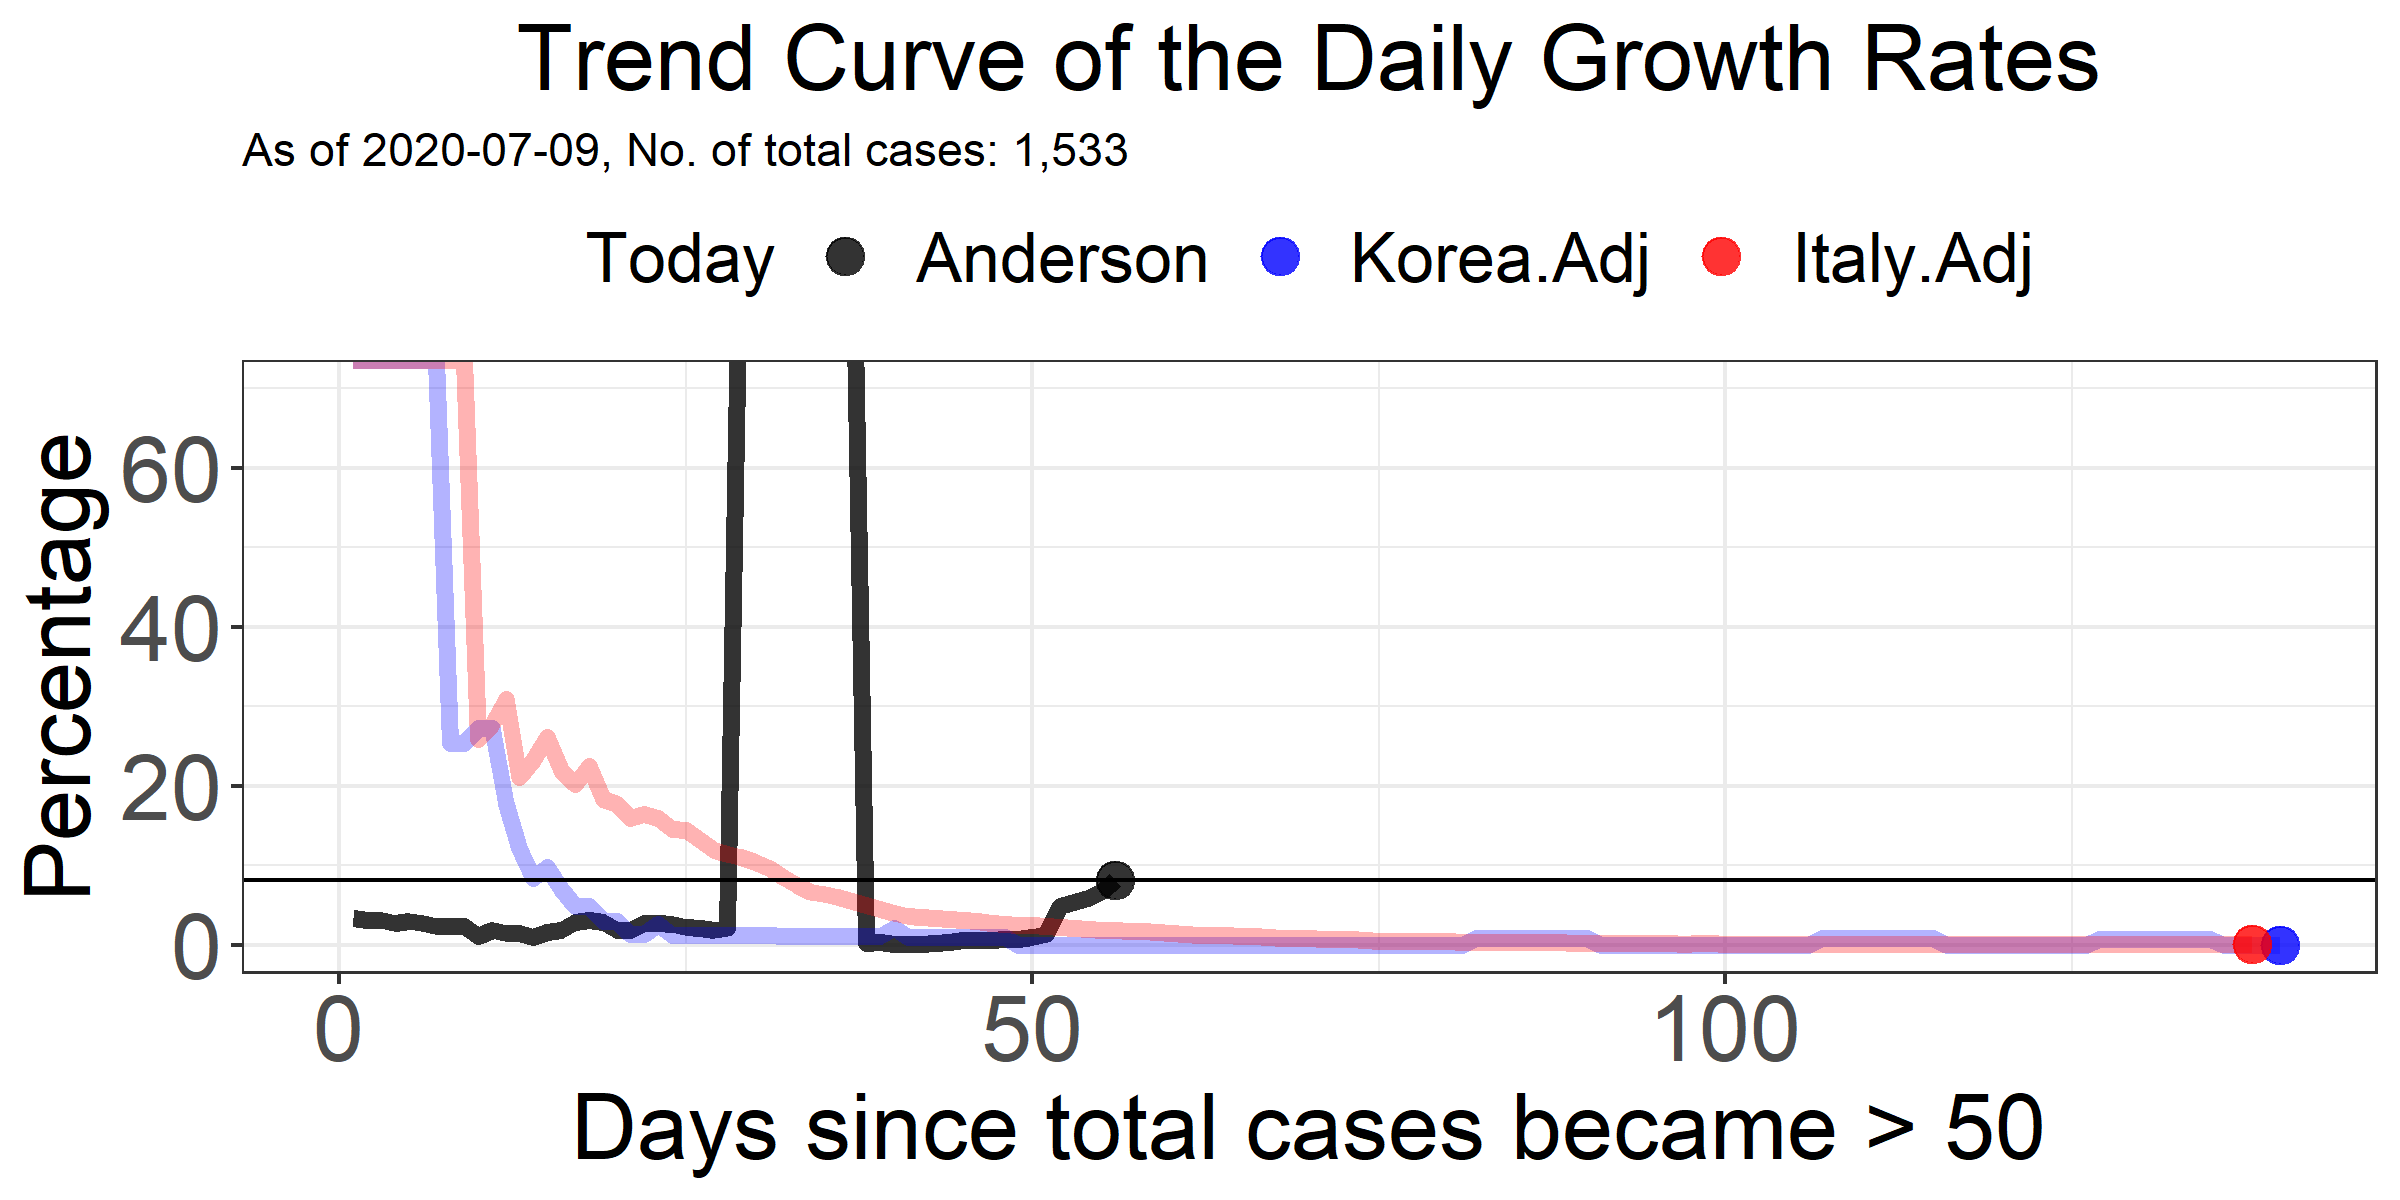 Trend Curve of the Daily Growth Rates
As of 2020-07-09, No. of total cases: 1,533
Today Anderson Korea.Adj Italy.Adj
Percentage
60
40
20
0
0 50 100
Days since total cases became > 50